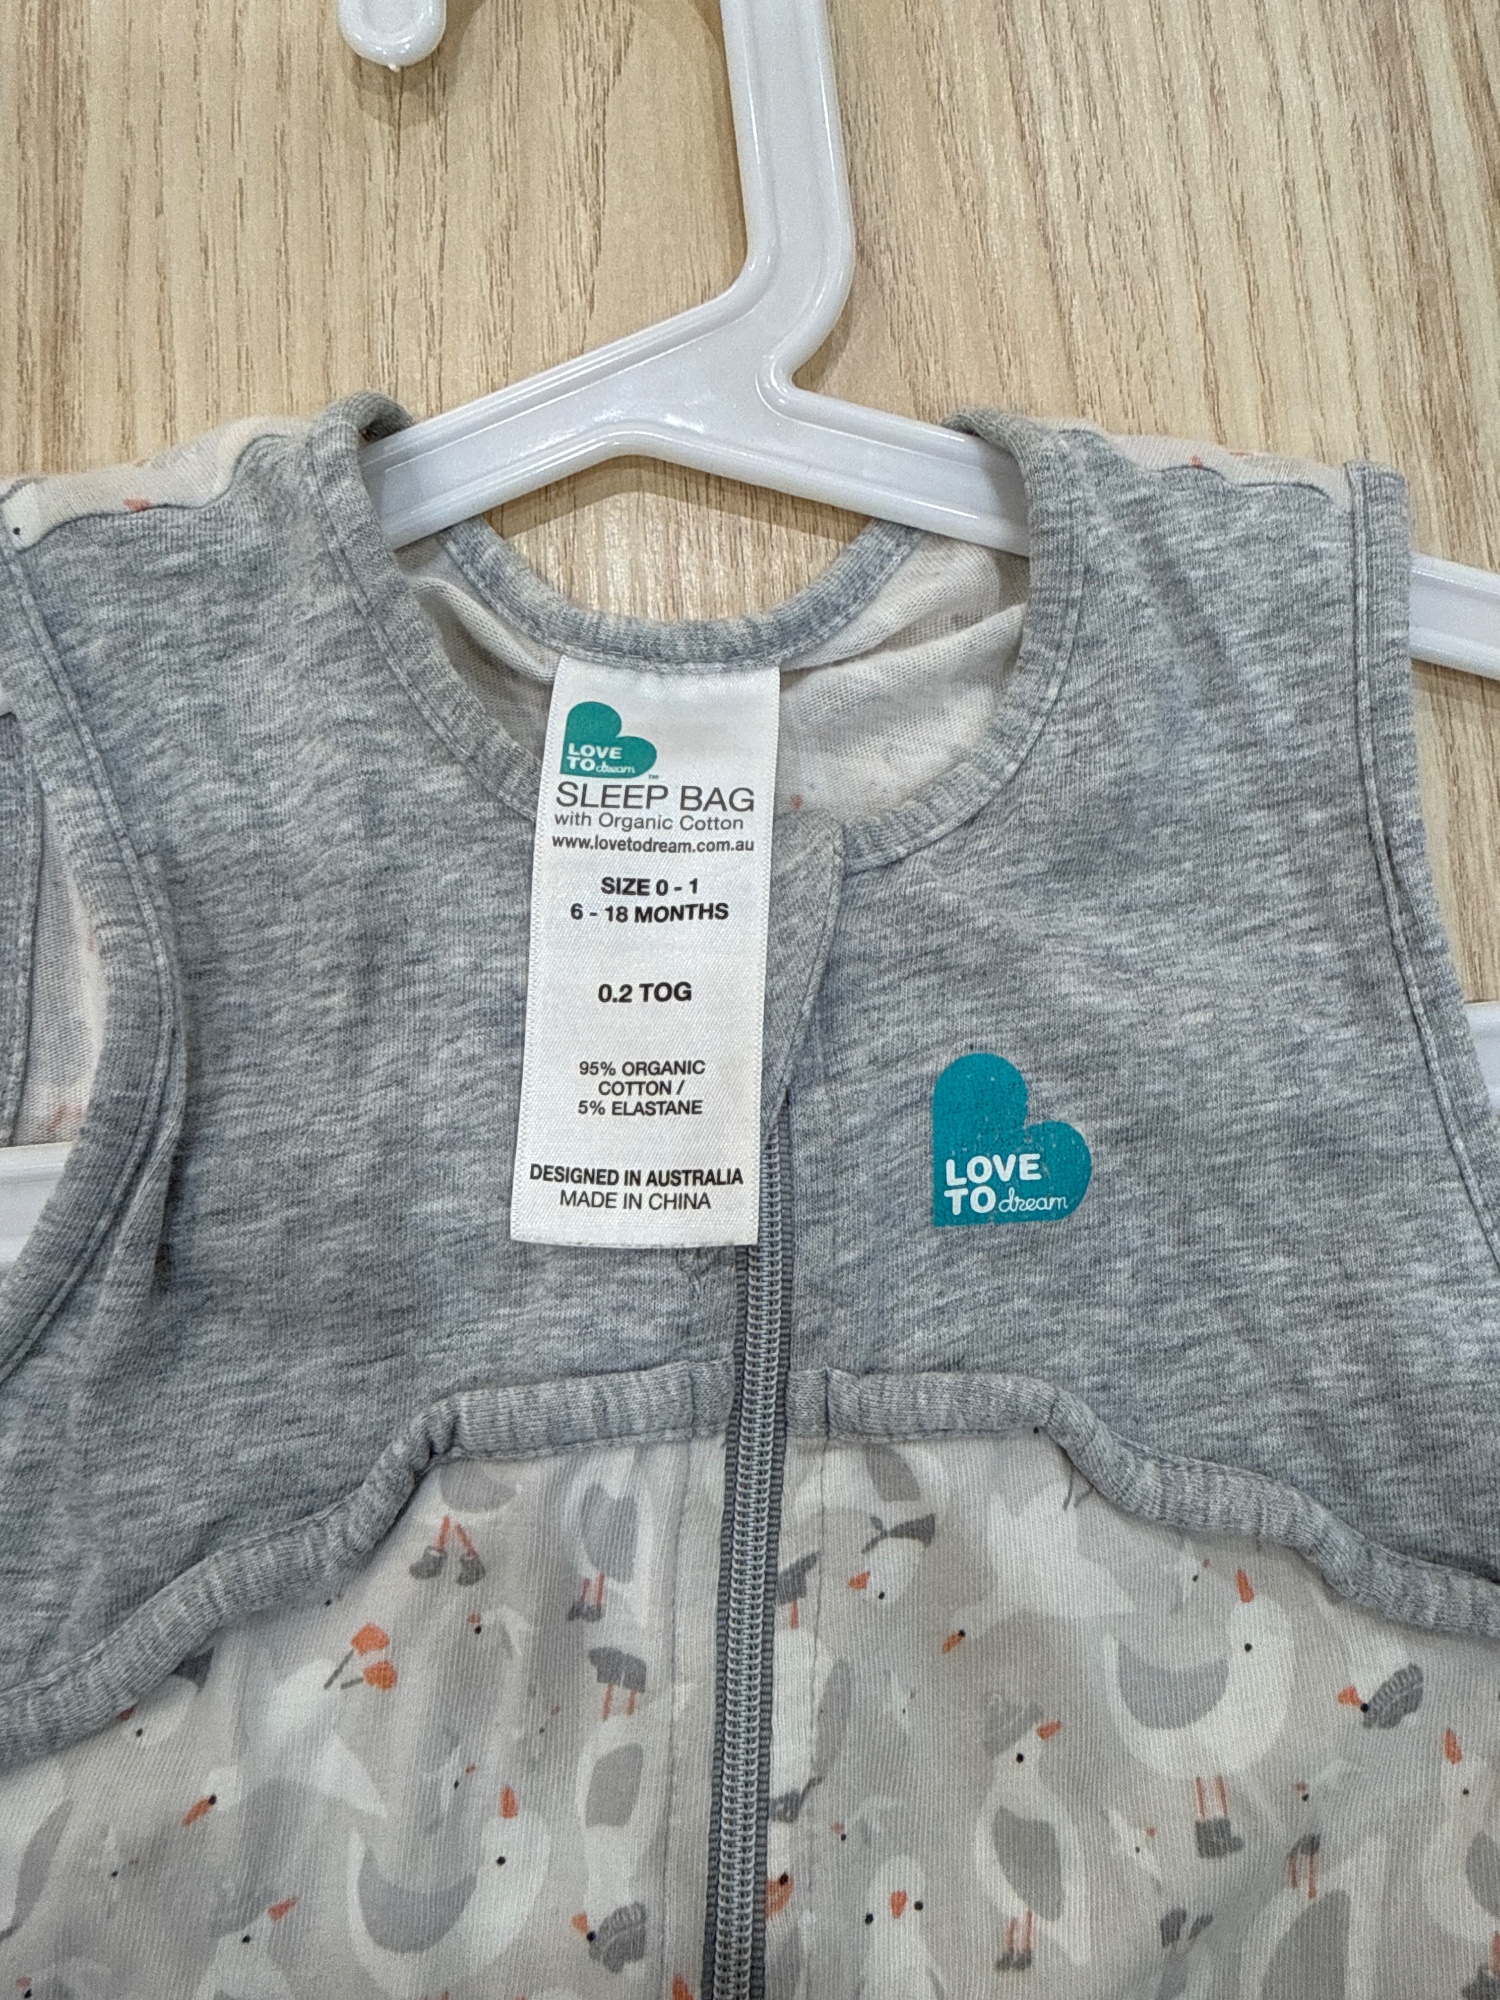 LOVE
TO dream™
SLEEP BAG
with Organic Cotton
www.lovetodream.com.au
SIZE 0 - 1
6 - 18 MONTHS
0.2 TOG
95% ORGANIC
COTTON /
5% ELASTANE
DESIGNED IN AUSTRALIA
MADE IN CHINA
LOVE
TO dream